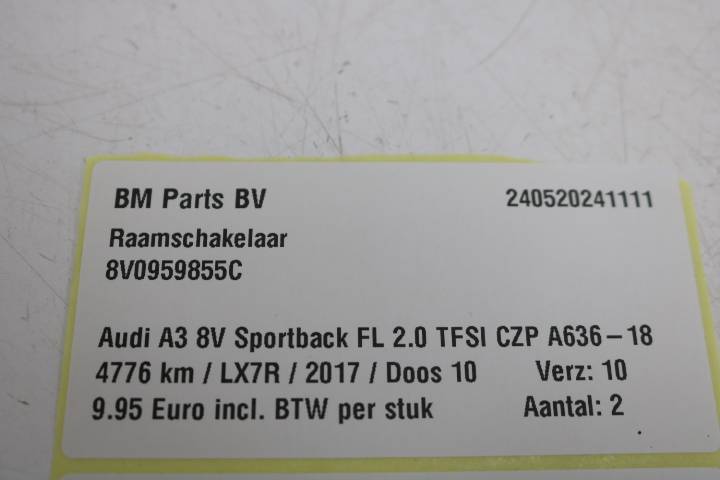 BM Parts BV 240520241111
Raamschakelaar
8V0959855C
Audi A3 8V Sportback FL 2.0 TFSI CZP A636-18
4776 km / LX7R / 2017 / Doos 10 Verz: 10
9.95 Euro incl. BTW per stuk Aantal: 2